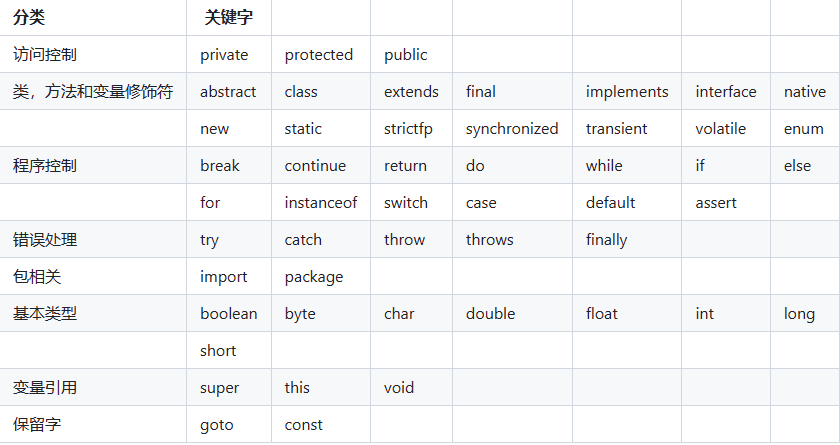 分类 关键字
访问控制 private protected public
类，方法和变量修饰符 abstract class extends final implements interface native
new static strictfp synchronized transient volatile enum
程序控制 break continue return do while if else
for instanceof switch case default assert
错误处理 try catch throw throws finally
包相关 import package
基本类型 boolean byte char double float int long
short
变量引用 super this void
保留字 goto const